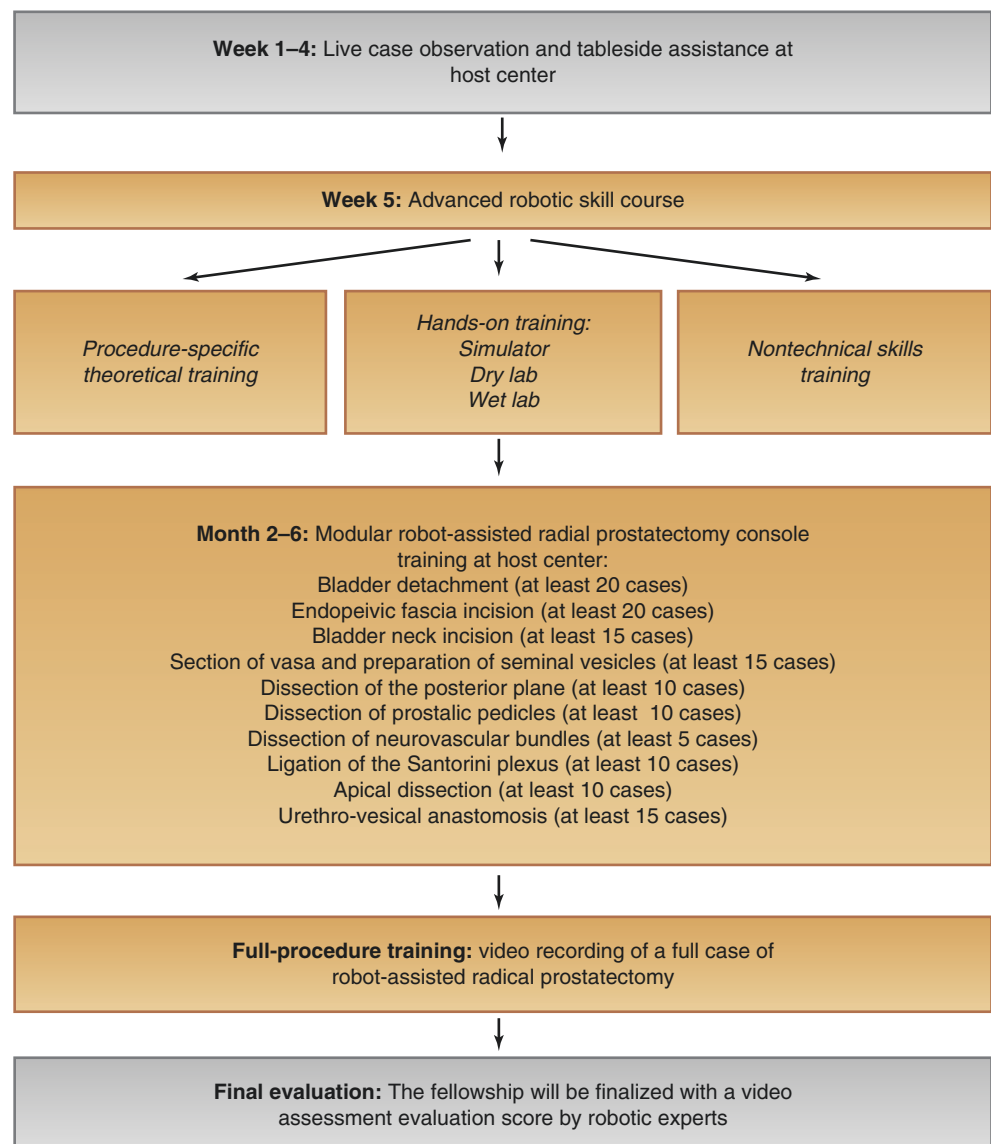 Week 1–4: Live case observation and tableside assistance at
host center
Week 5: Advanced robotic skill course
Procedure-specific
theoretical training
Hands-on training:
Simulator
Dry lab
Wet lab
Nontechnical skills
training
Month 2–6: Modular robot-assisted radial prostatectomy console
training at host center:
Bladder detachment (at least 20 cases)
Endopeivic fascia incision (at least 20 cases)
Bladder neck incision (at least 15 cases)
Section of vasa and preparation of seminal vesicles (at least 15 cases)
Dissection of the posterior plane (at least 10 cases)
Dissection of prostalic pedicles (at least 10 cases)
Dissection of neurovascular bundles (at least 5 cases)
Ligation of the Santorini plexus (at least 10 cases)
Apical dissection (at least 10 cases)
Urethro-vesical anastomosis (at least 15 cases)
Full-procedure training: video recording of a full case of
robot-assisted radical prostatectomy
Final evaluation: The fellowship will be finalized with a video
assessment evaluation score by robotic experts